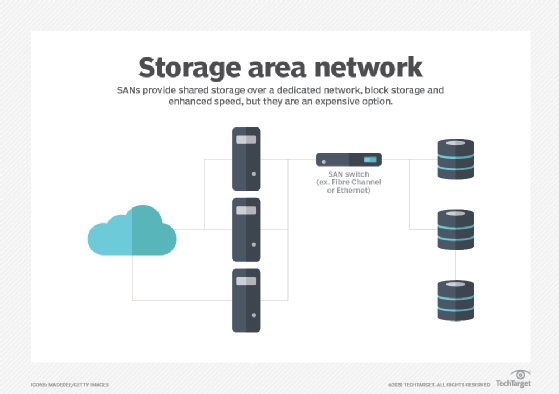 Storage area network
SANs provide shared storage over a dedicated network, block storage and
enhanced speed, but they are an expensive option.
SAN switch
(ex. Fibre Channel
or Ethernet)
ICONS: MACROVECTOR/GETTY IMAGES
©2020 TECHTARGET. ALL RIGHTS RESERVED
TechTarget